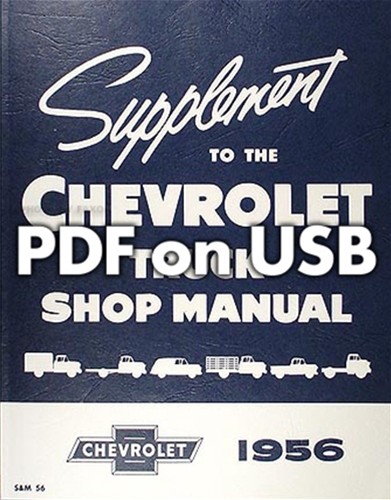 Supplement
TO THE
CHEVROLET
PDF on USB
TRUCK
SHOP MANUAL
CHEVROLET
1956
S&M 56